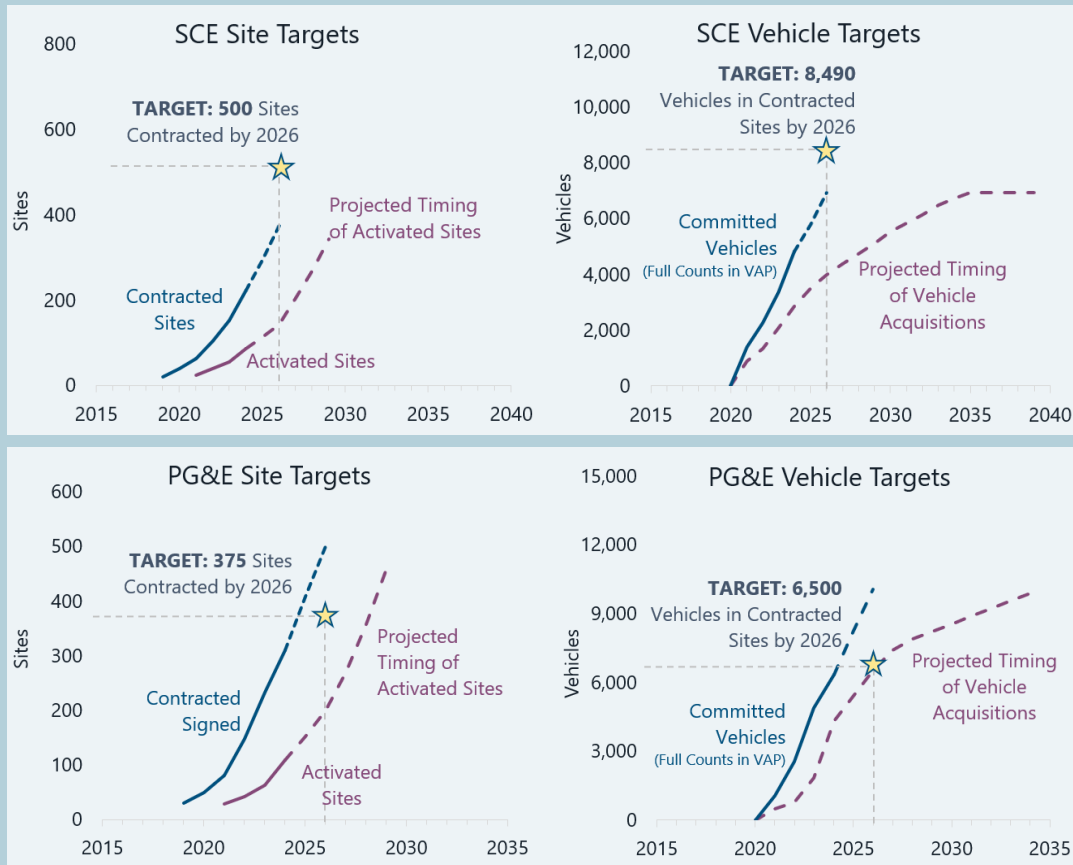 SCE Site Targets
800
600
400
200
0
Sites
TARGET: 500 Sites
Contracted by 2026
Projected Timing
of Activated Sites
Contracted
Sites
Activated Sites
2015 2020 2025 2030 2035 2040
SCE Vehicle Targets
12,000
10,000
8,000
6,000
4,000
2,000
0
Vehicles
TARGET: 8,490
Vehicles in Contracted
Sites by 2026
Committed
Vehicles
(Full Counts in VAP)
Projected Timing
of Vehicle
Acquisitions
2015 2020 2025 2030 2035 2040
PG&E Site Targets
600
500
400
300
200
100
0
Sites
TARGET: 375 Sites
Contracted by 2026
Projected
Timing of
Activated Sites
Contracted
Signed
Activated
Sites
2015 2020 2025 2030 2035
PG&E Vehicle Targets
15,000
12,000
9,000
6,000
3,000
0
Vehicles
TARGET: 6,500
Vehicles in Contracted
Sites by 2026
Projected Timing
of Vehicle
Acquisitions
Committed
Vehicles
(Full Counts in VAP)
2015 2020 2025 2030 2035